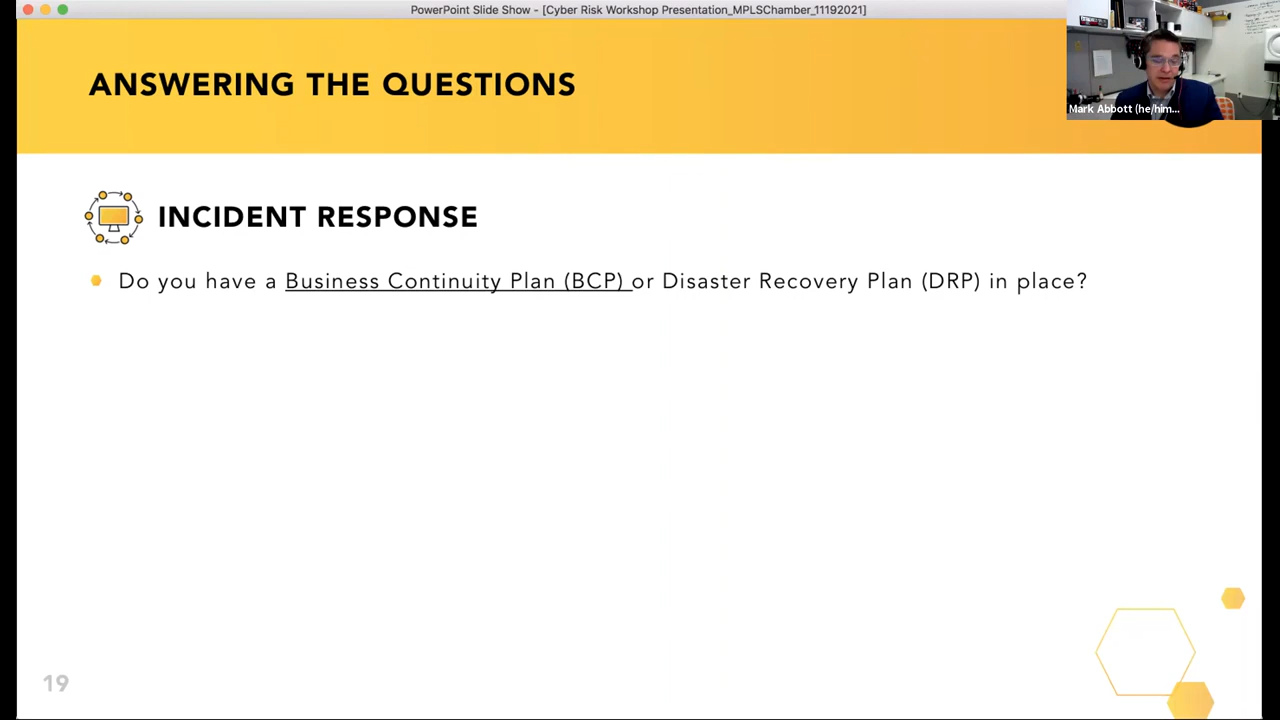 PowerPoint Slide Show - [Cyber Risk Workshop Presentation_MPLSChamber_11192021]
ANSWERING THE QUESTIONS
Mark Abbott (he/him...
INCIDENT RESPONSE
Do you have a Business Continuity Plan (BCP) or Disaster Recovery Plan (DRP) in place?
19